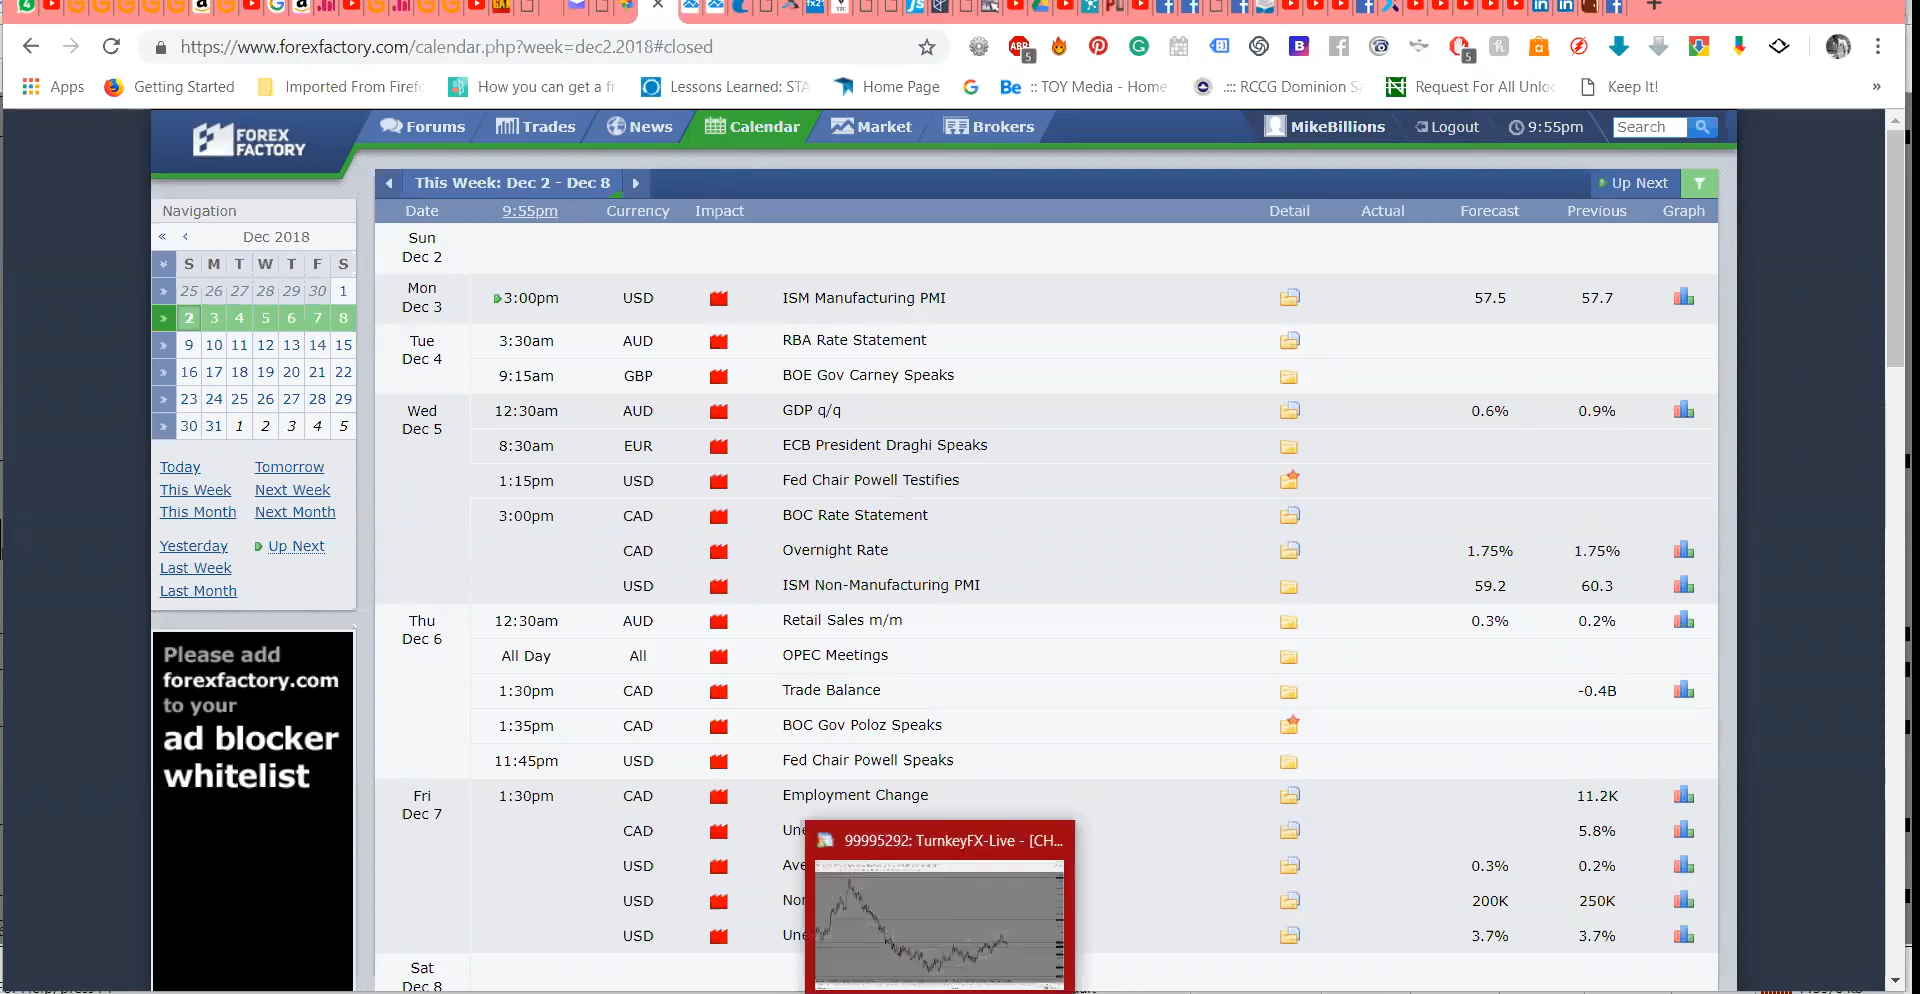 https://www.forexfactory.com/calendar.php?week=dec2.2018#closed
Apps
Getting Started
Imported From Firefo
How you can get a fr
Lessons Learned: STA
Home Page
:: TOY Media - Home
.::: RCCG Dominion Sa
Request For All Unlo
Keep It!
»
FOREX
FACTORY
Forums
Trades
News
Calendar
Market
Brokers
MikeBillions
Logout
9:55pm
Search
This Week: Dec 2 - Dec 8
Up Next
Date 9:55pm Currency Impact Detail Actual Forecast Previous Graph
Navigation
« ‹ Dec 2018
S M T W T F S
» 25 26 27 28 29 30 1
» 2 3 4 5 6 7 8
» 9 10 11 12 13 14 15
» 16 17 18 19 20 21 22
» 23 24 25 26 27 28 29
» 30 31 1 2 3 4 5
Today Tomorrow
This Week Next Week
This Month Next Month
Yesterday Up Next
Last Week
Last Month
Please add
forexfactory.com
to your
ad blocker
whitelist
Sun
Dec 2
Mon
Dec 3
3:00pm USD ISM Manufacturing PMI 57.5 57.7
Tue
Dec 4
3:30am AUD RBA Rate Statement
9:15am GBP BOE Gov Carney Speaks
Wed
Dec 5
12:30am AUD GDP q/q 0.6% 0.9%
8:30am EUR ECB President Draghi Speaks
1:15pm USD Fed Chair Powell Testifies
3:00pm CAD BOC Rate Statement
CAD Overnight Rate 1.75% 1.75%
USD ISM Non-Manufacturing PMI 59.2 60.3
Thu
Dec 6
12:30am AUD Retail Sales m/m 0.3% 0.2%
All Day All OPEC Meetings
1:30pm CAD Trade Balance -0.4B
1:35pm CAD BOC Gov Poloz Speaks
11:45pm USD Fed Chair Powell Speaks
Fri
Dec 7
1:30pm CAD Employment Change 11.2K
CAD Une 5.8%
USD Ave 0.3% 0.2%
USD Non 200K 250K
USD Une 3.7% 3.7%
Sat
Dec 8
99995292: TurnkeyFX-Live - [CH...